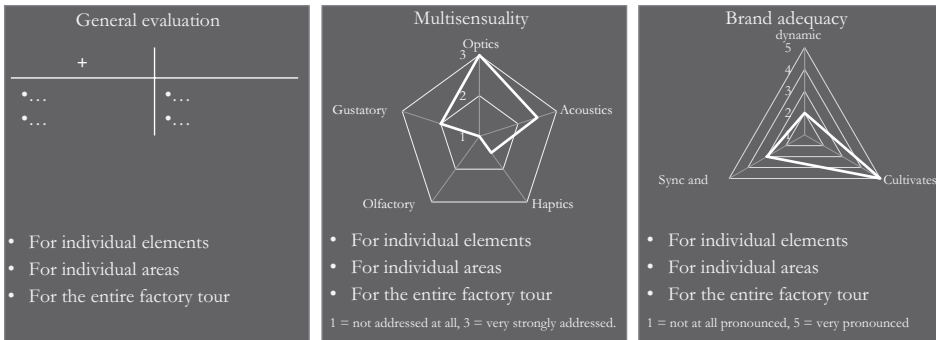 General evaluation
+
•…
•…
•…
•…
• For individual elements
• For individual areas
• For the entire factory tour
Multisensuality
Optics
3
2
1
Gustatory
Acoustics
Olfactory
Haptics
• For individual elements
• For individual areas
• For the entire factory tour
1 = not addressed at all, 3 = very strongly addressed.
Brand adequacy
dynamic
5
4
3
2
1
Sync and
Cultivates
• For individual elements
• For individual areas
• For the entire factory tour
1 = not at all pronounced, 5 = very pronounced